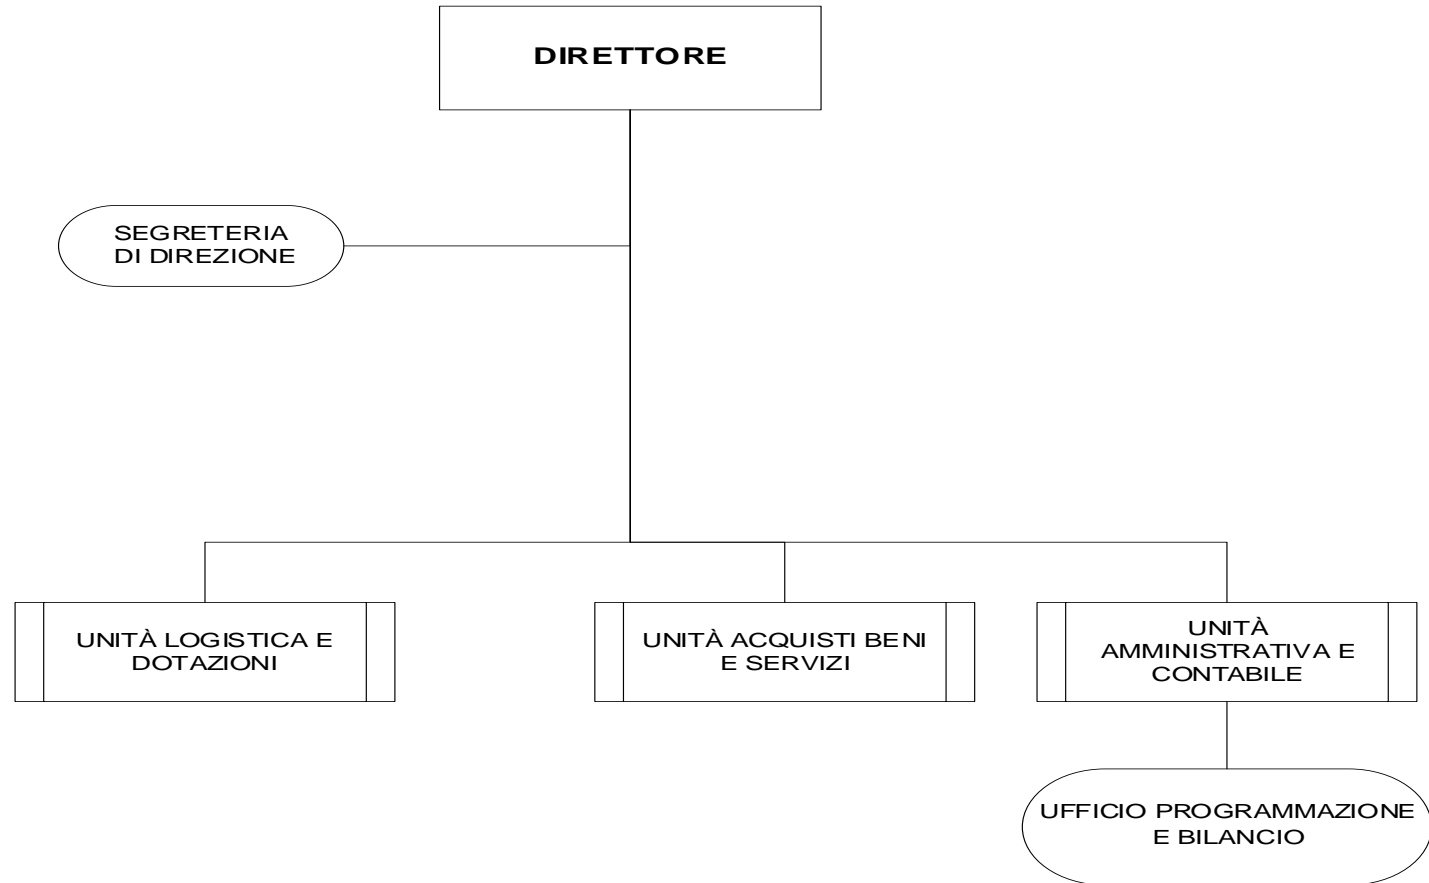 DIRETTORE
SEGRETERIA
DI DIREZIONE
UNITÀ LOGISTICA E
DOTAZIONI
UNITÀ ACQUISTI BENI
E SERVIZI
UNITÀ
AMMINISTRATIVA E
CONTABILE
UFFICIO PROGRAMMAZIONE
E BILANCIO